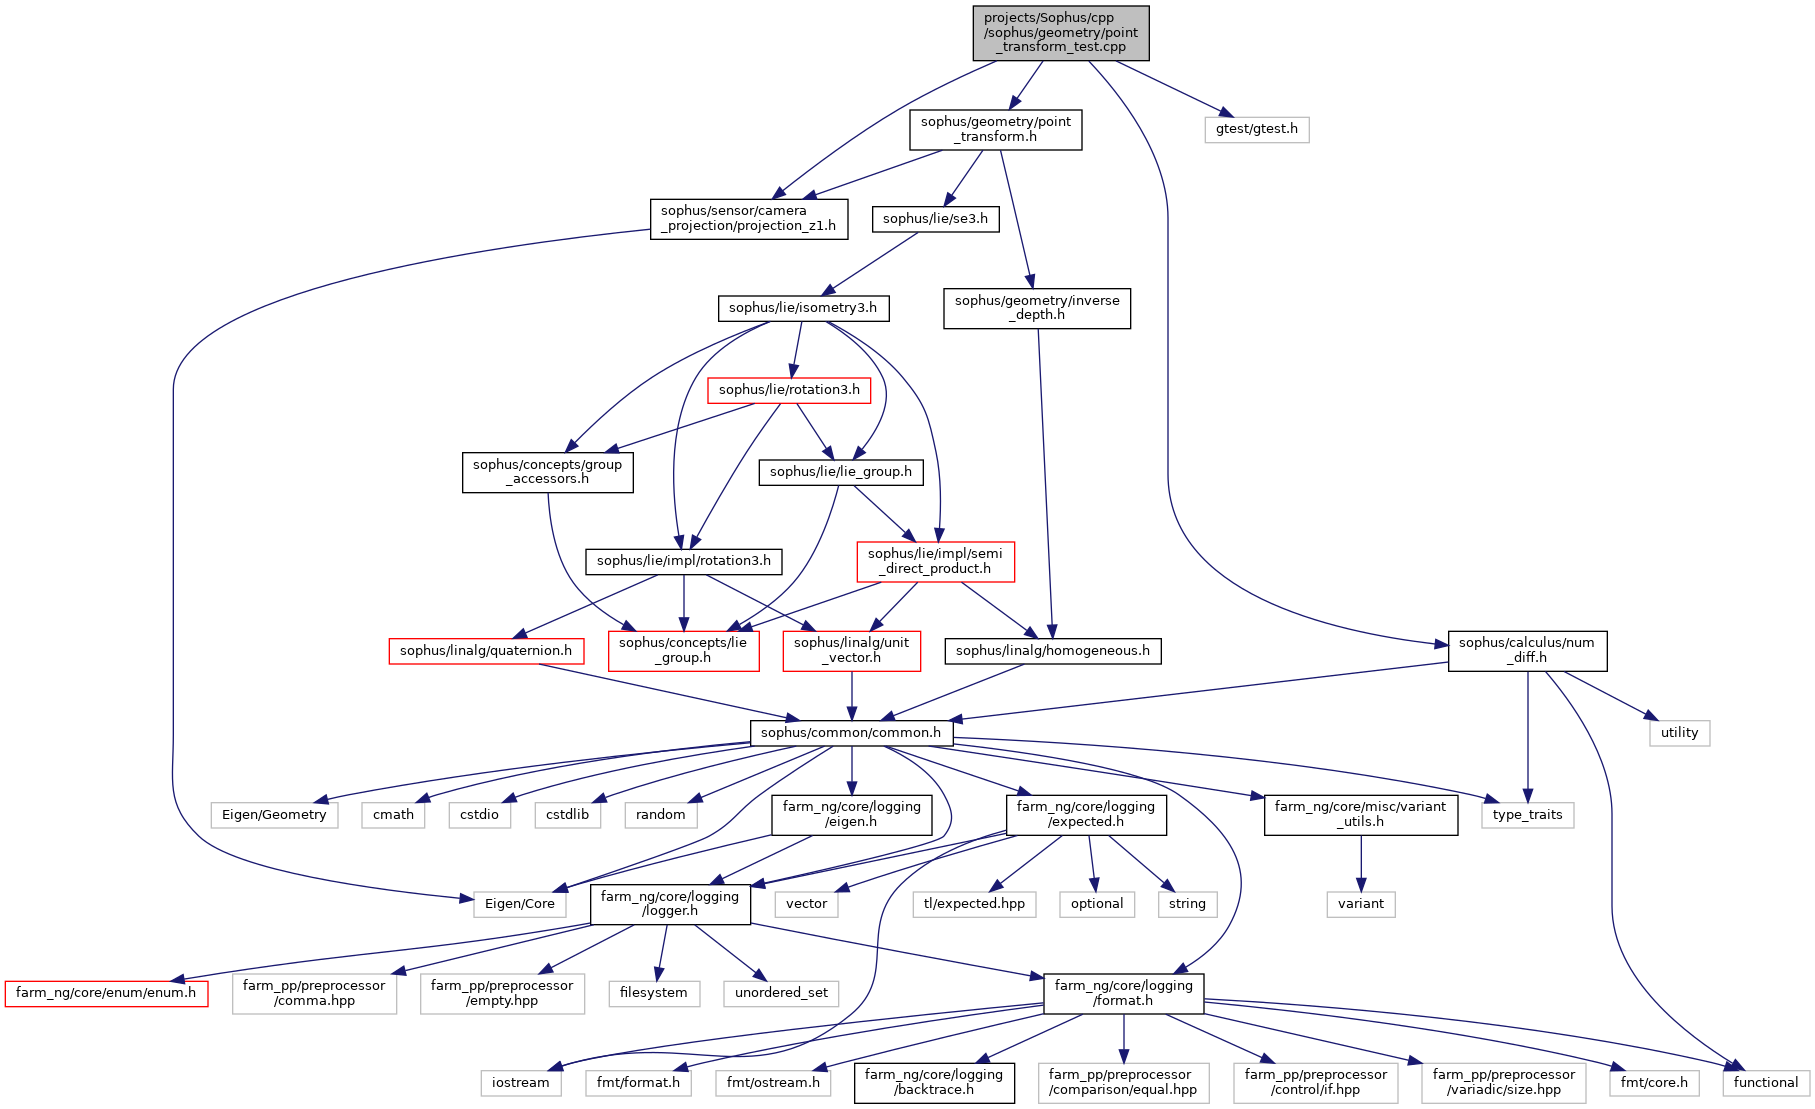 projects/Sophus/cpp
/sophus/geometry/point
_transform_test.cpp
sophus/geometry/point
_transform.h
gtest/gtest.h
sophus/sensor/camera
_projection/projection_z1.h
sophus/lie/se3.h
sophus/lie/isometry3.h
sophus/geometry/inverse
_depth.h
sophus/lie/rotation3.h
sophus/concepts/group
_accessors.h
sophus/lie/lie_group.h
sophus/lie/impl/rotation3.h
sophus/lie/impl/semi
_direct_product.h
sophus/linalg/quaternion.h
sophus/concepts/lie
_group.h
sophus/linalg/unit
_vector.h
sophus/linalg/homogeneous.h
sophus/calculus/num
_diff.h
sophus/common/common.h
utility
Eigen/Geometry
cmath
cstdio
cstdlib
random
farm_ng/core/logging
/eigen.h
farm_ng/core/logging
/expected.h
farm_ng/core/misc/variant
_utils.h
type_traits
Eigen/Core
farm_ng/core/logging
/logger.h
vector
tl/expected.hpp
optional
string
variant
farm_ng/core/enum/enum.h
farm_pp/preprocessor
/comma.hpp
farm_pp/preprocessor
/empty.hpp
filesystem
unordered_set
farm_ng/core/logging
/format.h
iostream
fmt/format.h
fmt/ostream.h
farm_ng/core/logging
/backtrace.h
farm_pp/preprocessor
/comparison/equal.hpp
farm_pp/preprocessor
/control/if.hpp
farm_pp/preprocessor
/variadic/size.hpp
fmt/core.h
functional